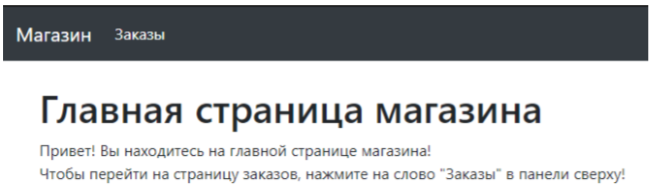 Магазин Заказы
Главная страница магазина
Привет! Вы находитесь на главной странице магазина!
Чтобы перейти на страницу заказов, нажмите на слово "Заказы" в панели сверху!